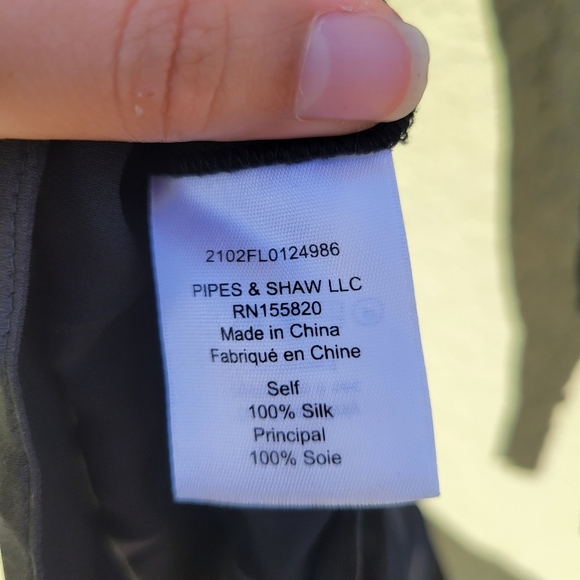 2102FL0124986
PIPES & SHAW LLC
RN155820
Made in China
Fabriqué en Chine
Self
100% Silk
Principal
100% Soie